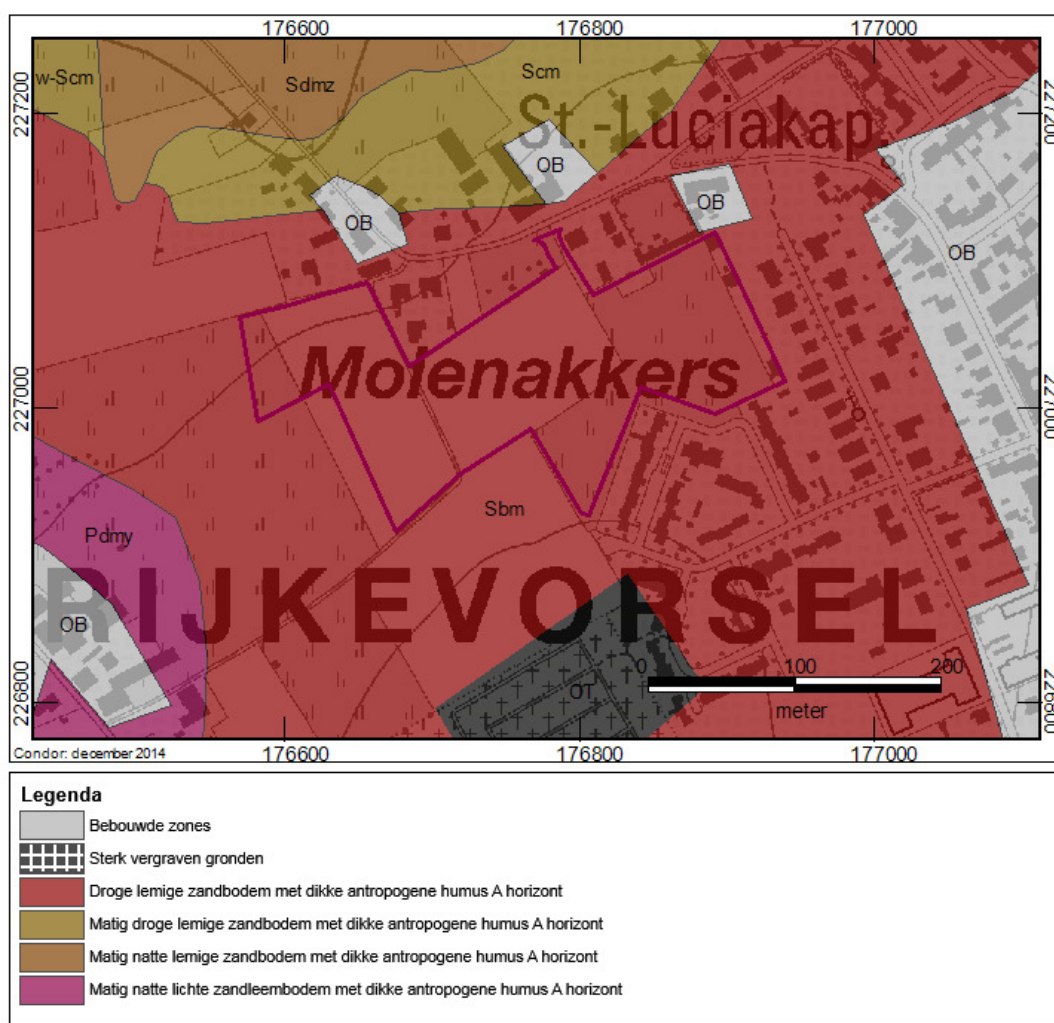 176600 176800 177000
w-Scm Sdmz Scm
227200 St.-Luciakap. 227200
OB
OB
OB
OB
227000 Molenakkers 227000
Sbm
Pdmy
RIJKEVORSEL
OB
0 100 200
OT
226800 meter 226800
176600 176800 177000
Condor: december 2014
Legenda
Bebouwde zones
Sterk vergraven gronden
Droge lemige zandbodem met dikke antropogene humus A horizont
Matig droge lemige zandbodem met dikke antropogene humus A horizont
Matig natte lemige zandbodem met dikke antropogene humus A horizont
Matig natte lichte zandleembodem met dikke antropogene humus A horizont